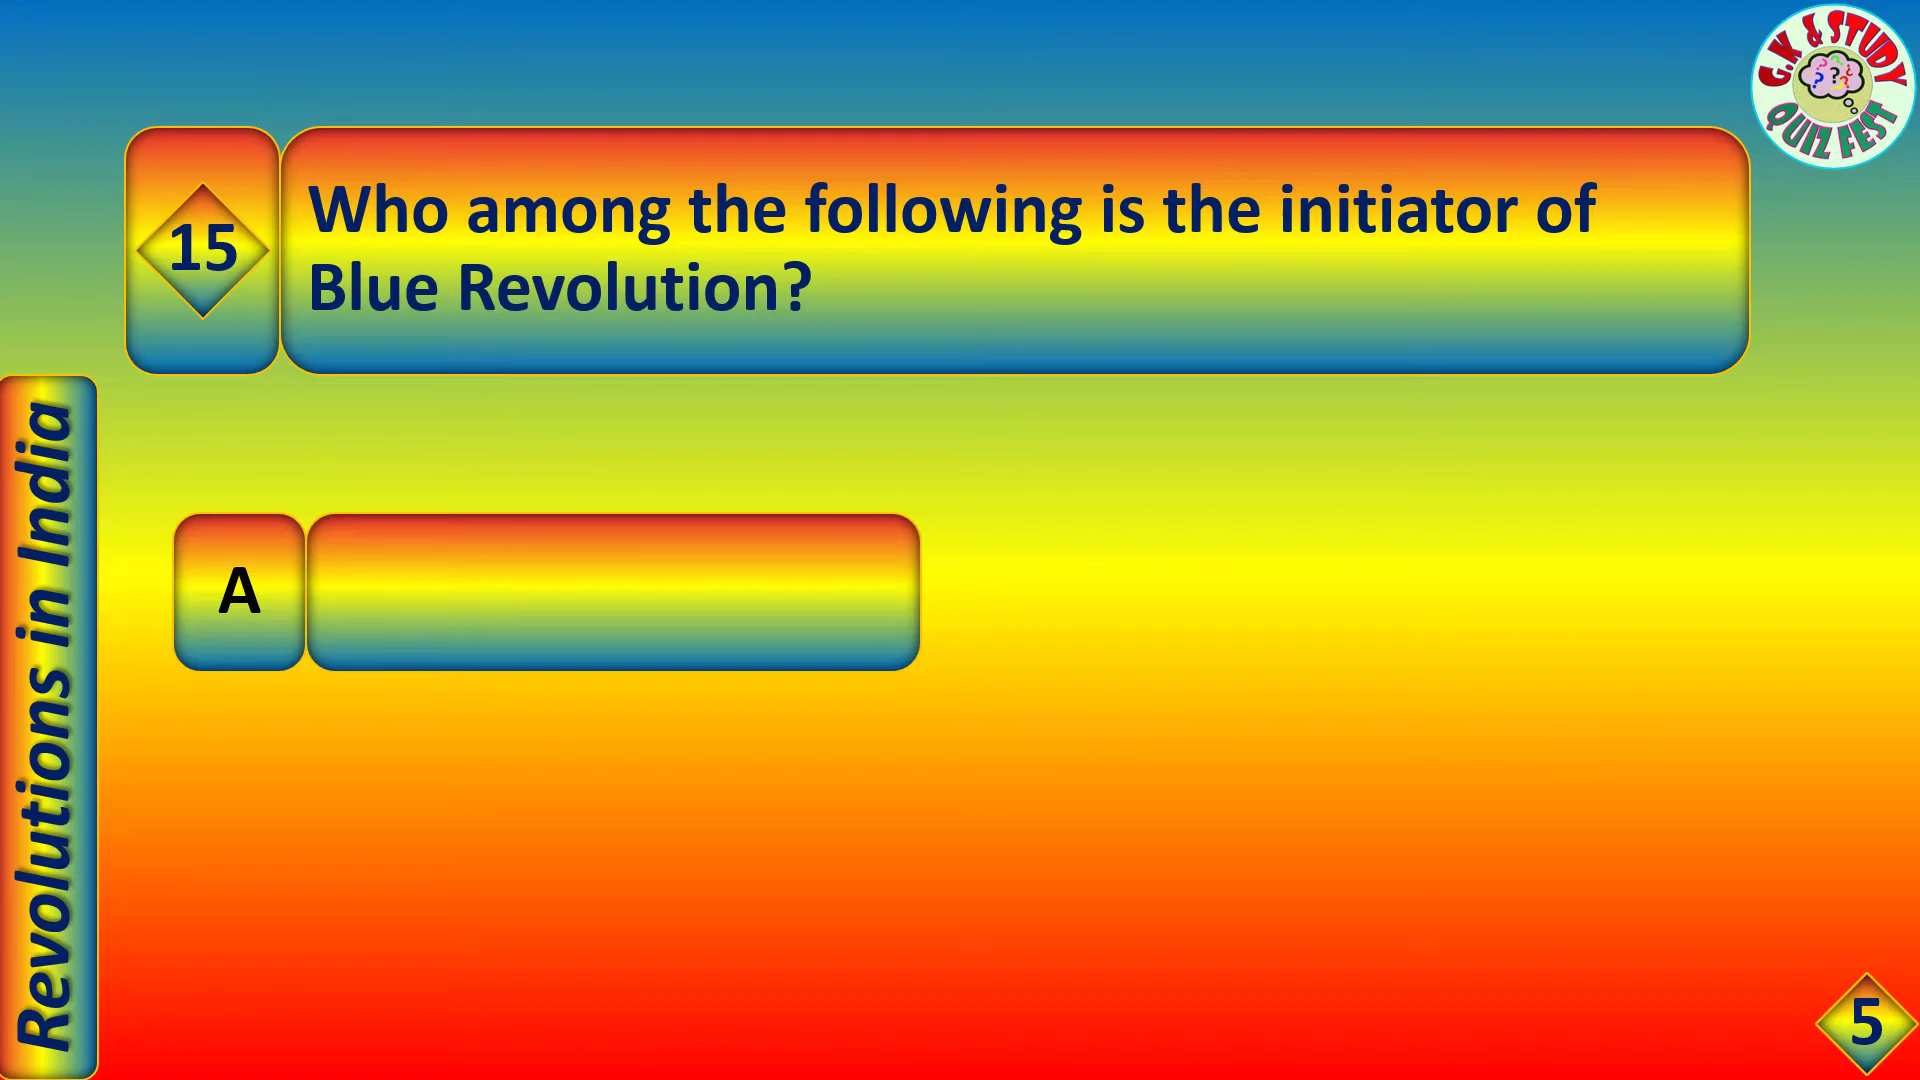 G.K & STUDY
QUIZ FEST
15
Who among the following is the initiator of
Blue Revolution?
Revolutions in India
A
5